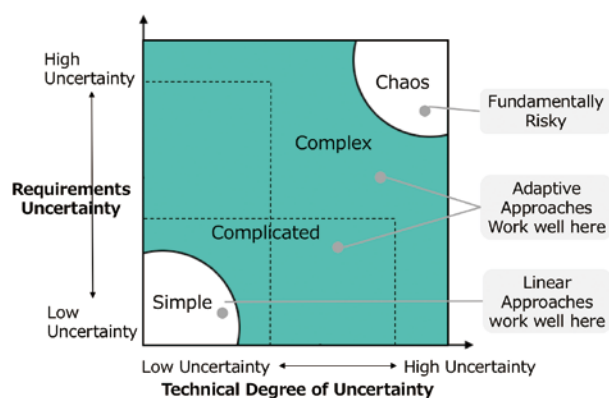 High
Uncertainty
Requirements
Uncertainty
Low
Uncertainty
Chaos
Complex
Complicated
Simple
Fundamentally
Risky
Adaptive
Approaches
Work well here
Linear
Approaches
work well here
Low Uncertainty
High Uncertainty
Technical Degree of Uncertainty